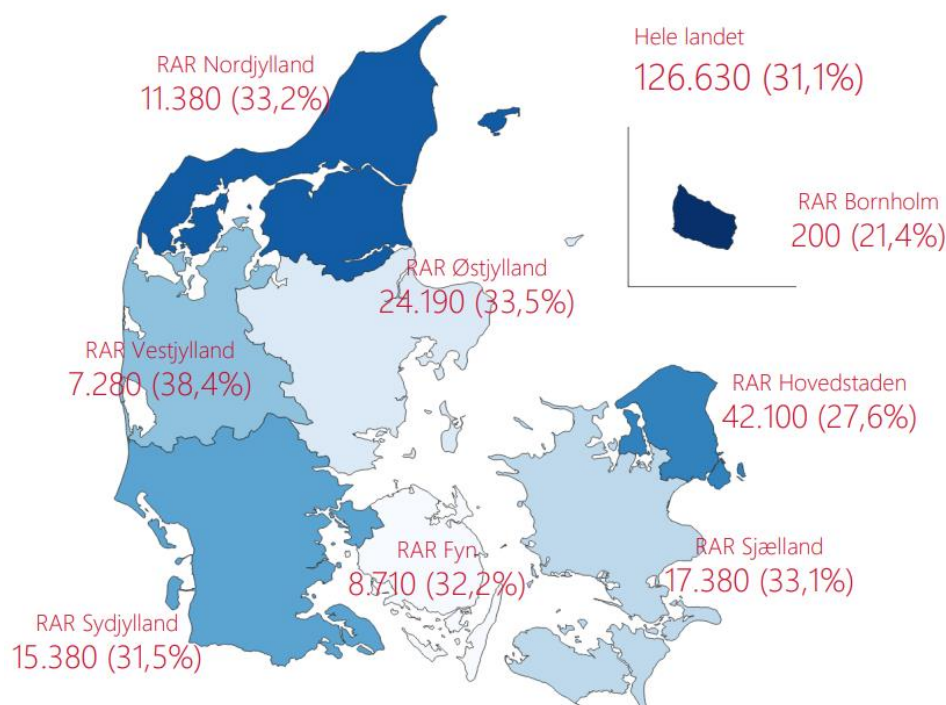 Hele landet
126.630 (31,1%)
RAR Nordjylland
11.380 (33,2%)
RAR Bornholm
200 (21,4%)
RAR Østjylland
24.190 (33,5%)
RAR Vestjylland
7.280 (38,4%)
RAR Hovedstaden
42.100 (27,6%)
RAR Fyn
8.710 (32,2%)
RAR Sjælland
17.380 (33,1%)
RAR Sydjylland
15.380 (31,5%)